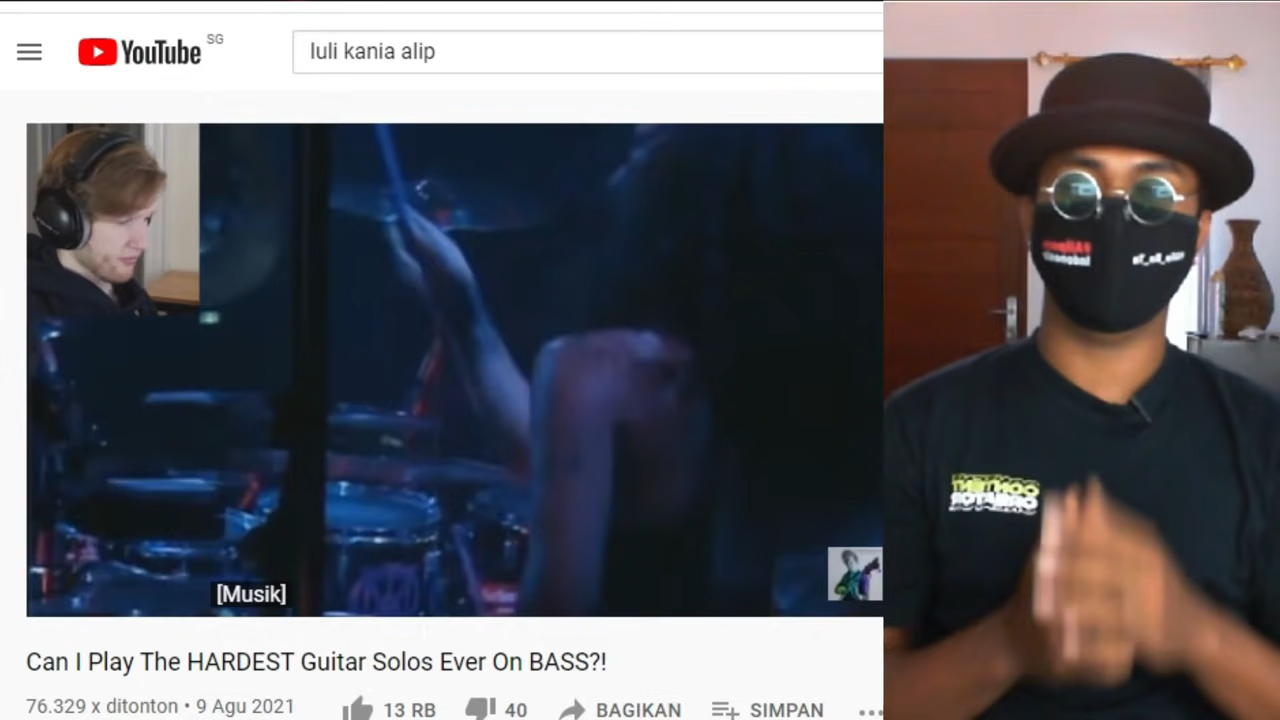 YouTube SG
luli kania alip
[Musik]
Can I Play The HARDEST Guitar Solos Ever On BASS?!
76.329 x ditonton • 9 Agu 2021
13 RB
40
BAGIKAN
SIMPAN